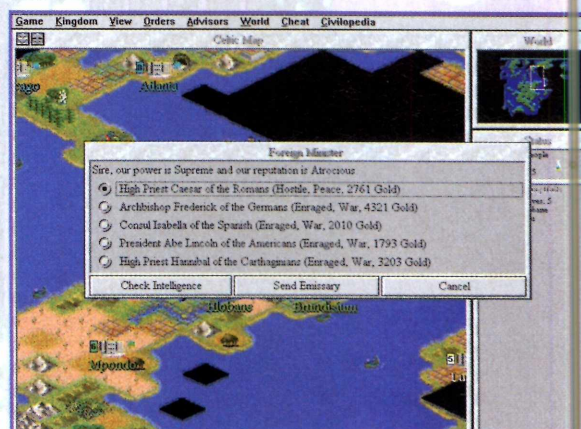 Game Kingdom View Orders Advisors World Cheat Civilopedia
Celtic Map
World
Atlanta
Foreign Minister
Sire, our power is Supreme and our reputation is Atrocious
High Priest Caesar of the Romans (Hostile, Peace, 2761 Gold)
Archbishop Frederick of the Germans (Enraged, War, 4321 Gold)
Consul Isabella of the Spanish (Enraged, War, 2010 Gold)
President Abe Lincoln of the Americans (Enraged, War, 1793 Gold)
High Priest Hannibal of the Carthaginians (Enraged, War, 3203 Gold)
Check Intelligence
Send Emissary
Cancel
Status
Mpondo